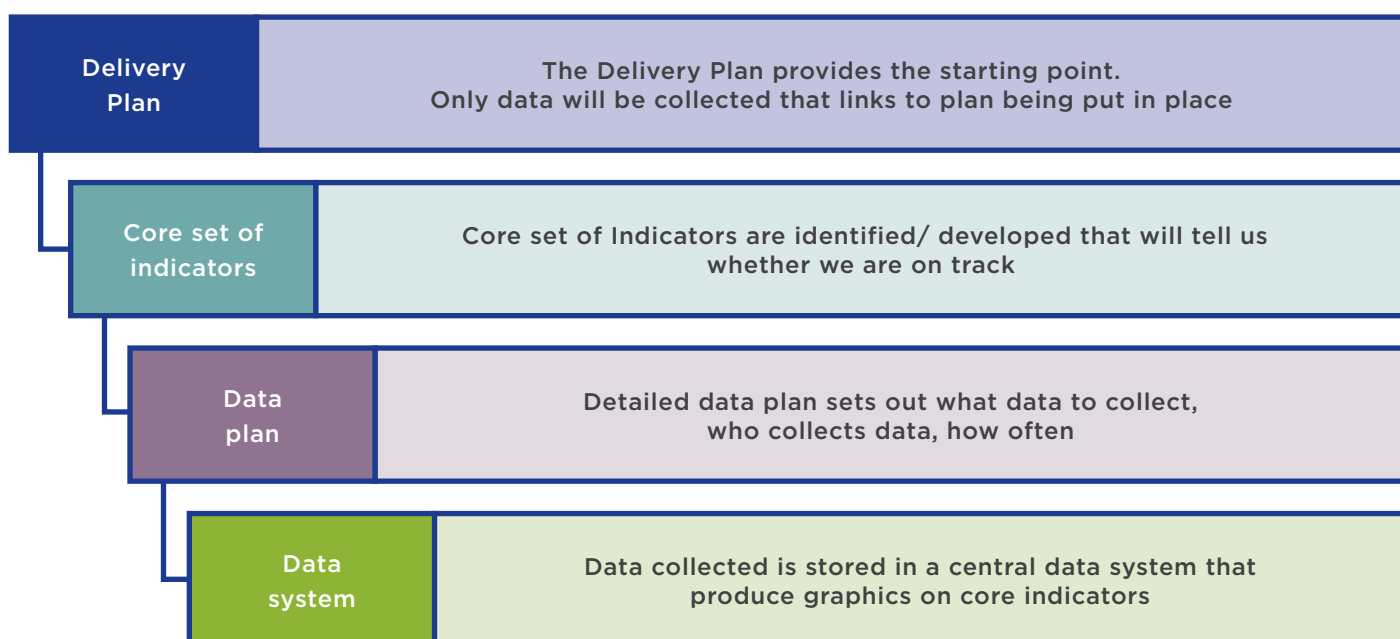 Delivery
Plan
The Delivery Plan provides the starting point.
Only data will be collected that links to plan being put in place
Core set of
indicators
Core set of Indicators are identified/ developed that will tell us
whether we are on track
Data
plan
Detailed data plan sets out what data to collect,
who collects data, how often
Data
system
Data collected is stored in a central data system that
produce graphics on core indicators